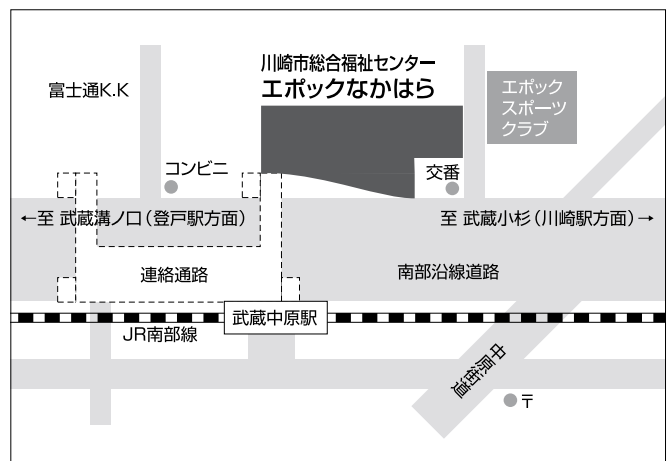 川崎市総合福祉センター
エポックなかはら
富士通K.K
エポック
スポーツ
クラブ
コンビニ
交番
←至 武蔵溝ノ口(登戸駅方面)
至 武蔵小杉(川崎駅方面)→
連絡通路
南部沿線道路
武蔵中原駅
JR南部線
中原街道
〒